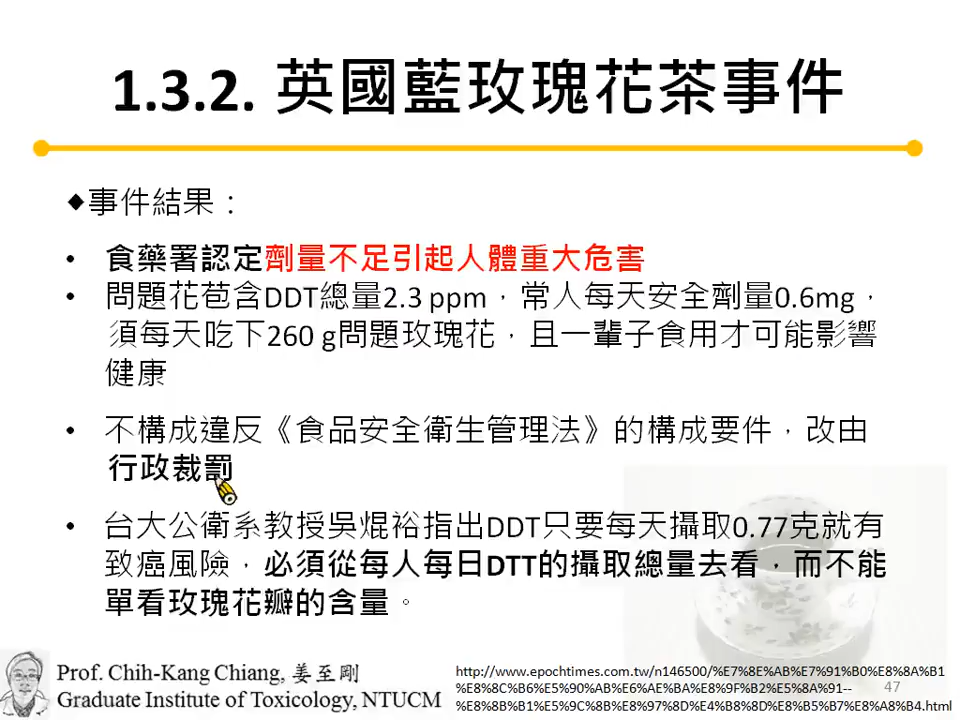 1.3.2. 英國藍玫瑰花茶事件
◆事件結果：
• 食藥署認定劑量不足引起人體重大危害
• 問題花苞含DDT總量2.3 ppm，常人每天安全劑量0.6mg，
須每天吃下260 g問題玫瑰花，且一輩子食用才可能影響
健康
• 不構成違反《食品安全衛生管理法》的構成要件，改由
行政裁罰
• 台大公衛系教授吳焜裕指出DDT只要每天攝取0.77克就有
致癌風險，必須從每人每日DTT的攝取總量去看，而不能
單看玫瑰花瓣的含量。
Prof. Chih-Kang Chiang, 姜至剛
Graduate Institute of Toxicology, NTUCM
http://www.epochtimes.com.tw/n146500/%E7%8E%AB%E7%91%B0%E8%8A%B1
%E8%8C%B6%E5%90%AB%E6%AE%BA%E8%9F%B2%E5%8A%91--
%E8%8B%B1%E5%9C%8B%E8%97%8D%E4%B8%8D%E8%B5%B7%E8%A8%B4.html
47